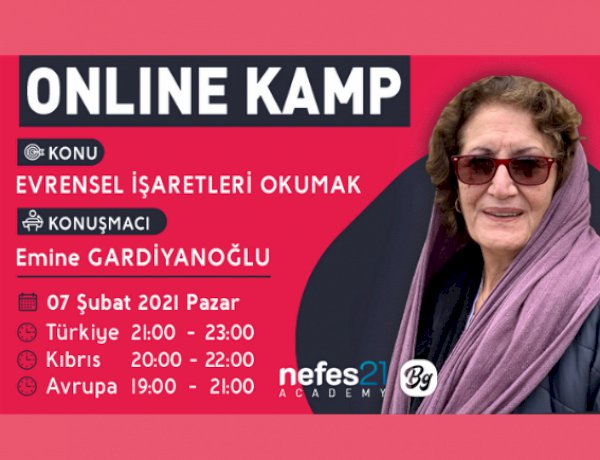 ONLINE KAMP
KONU
EVRENSEL İŞARETLERİ OKUMAK
KONUŞMACI
Emine GARDİYANOĞLU
07 Şubat 2021 Pazar
Türkiye 21:00 - 23:00
Kıbrıs 20:00 - 22:00
Avrupa 19:00 - 21:00
nefes21
ACADEMY
Bg